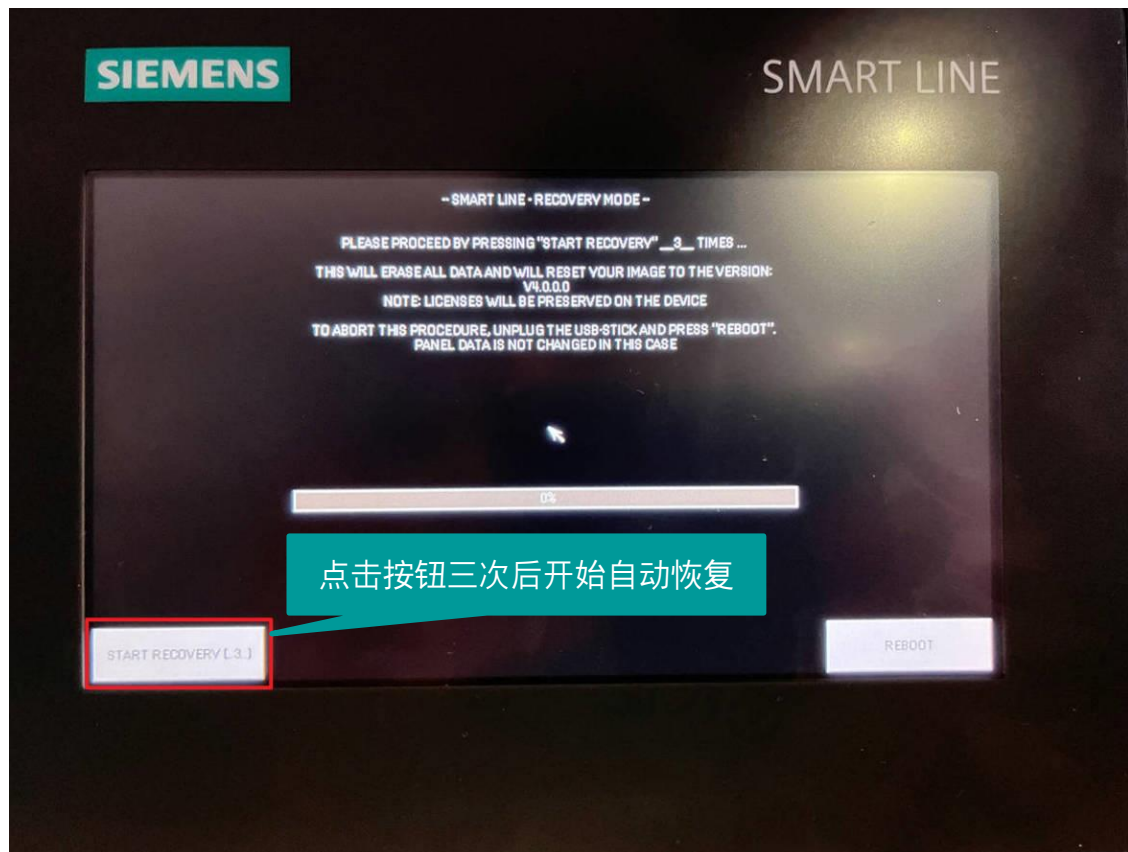 SIEMENS
SMART LINE
-- SMART LINE - RECOVERY MODE --
PLEASE PROCEED BY PRESSING "START RECOVERY" __3__ TIMES ...
THIS WILL ERASE ALL DATA AND WILL RESET YOUR IMAGE TO THE VERSION:
V4.0.0.0
NOTE: LICENSES WILL BE PRESERVED ON THE DEVICE
TO ABORT THIS PROCEDURE, UNPLUG THE USB-STICK AND PRESS "REBOOT".
PANEL DATA IS NOT CHANGED IN THIS CASE
0%
点击按钮三次后开始自动恢复
START RECOVERY [..3..]
REBOOT